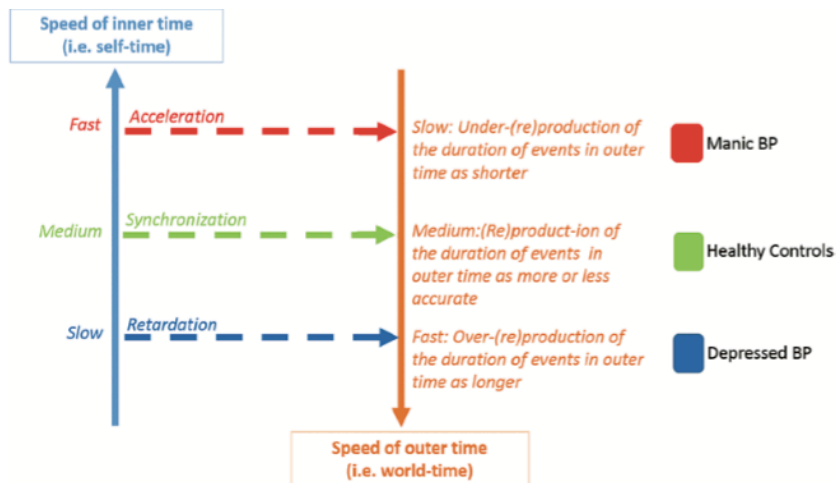 Speed of inner time
(i.e. self-time)
Fast
Acceleration
Slow: Under-(re)production of
the duration of events in outer
time as shorter
Manic BP
Medium
Synchronization
Medium:(Re)product-ion of
the duration of events in
outer time as more or less
accurate
Healthy Controls
Slow
Retardation
Fast: Over-(re)production of
the duration of events in outer
time as longer
Depressed BP
Speed of outer time
(i.e. world-time)